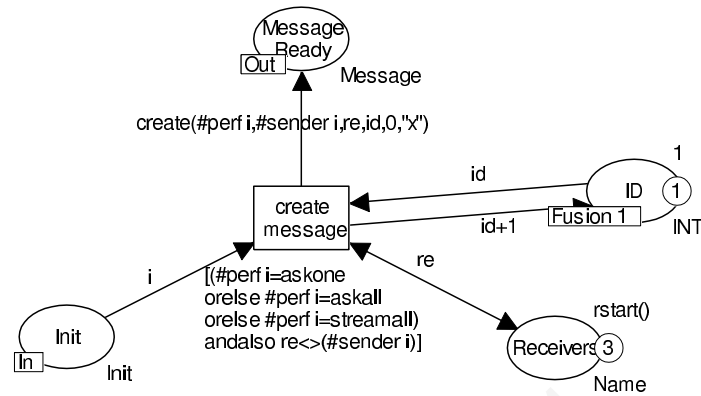 Message
Ready
Out
Message
create(#perf i,#sender i,re,id,0,"x")
1
id
ID
1
create
message
Fusion 1
id+1
INT
re
i
[(#perf i=askone
orelse #perf i=askall
orelse #perf i=streamall)
andalso re<>(#sender i)]
rstart()
Init
In
Init
Receivers
3
Name